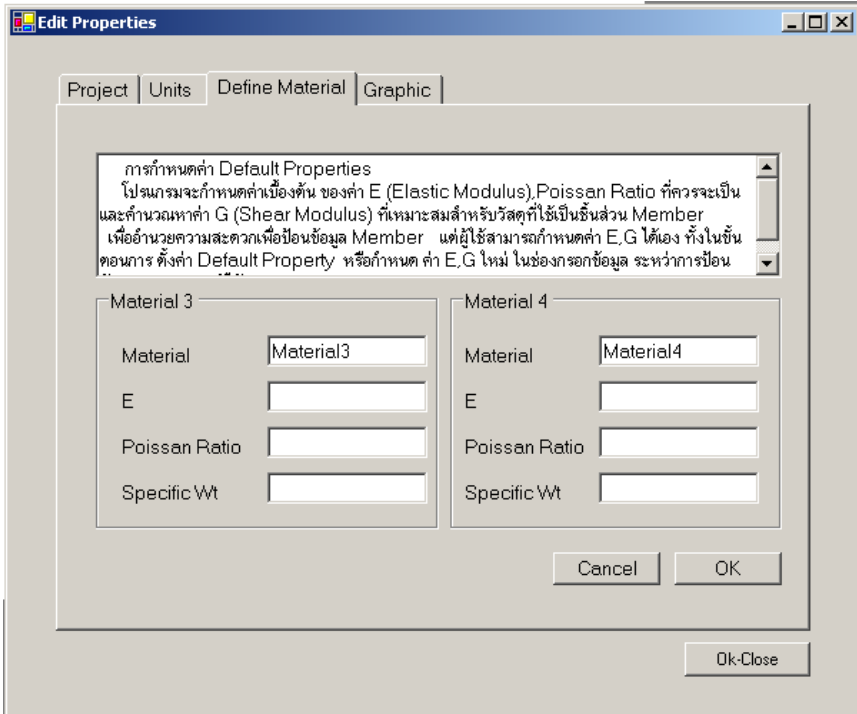 Edit Properties
Project Units Define Material Graphic
การกำหนดค่า Default Properties
โปรแกรมจะกำหนดค่าเบื้องต้น ของค่า E (Elastic Modulus),Poissan Ratio ที่ควรจะเป็น
และคำนวณหาค่า G (Shear Modulus) ที่เหมาะสมสำหรับวัสดุที่ใช้เป็นชิ้นส่วน Member
เพื่ออำนวยความสะดวกเพื่อป้อนข้อมูล Member แต่ผู้ใช้สามารถกำหนดค่า E,G ได้เอง ทั้งในขั้น
ตอนการ ตั้งค่า Default Property หรือกำหนด ค่า E,G ใหม่ ในช่องกรอกข้อมูล ระหว่าการป้อน
Material 3 Material 4
Material Material3 Material Material4
E E
Poissan Ratio Poissan Ratio
Specific Wt Specific Wt
Cancel OK
Ok-Close